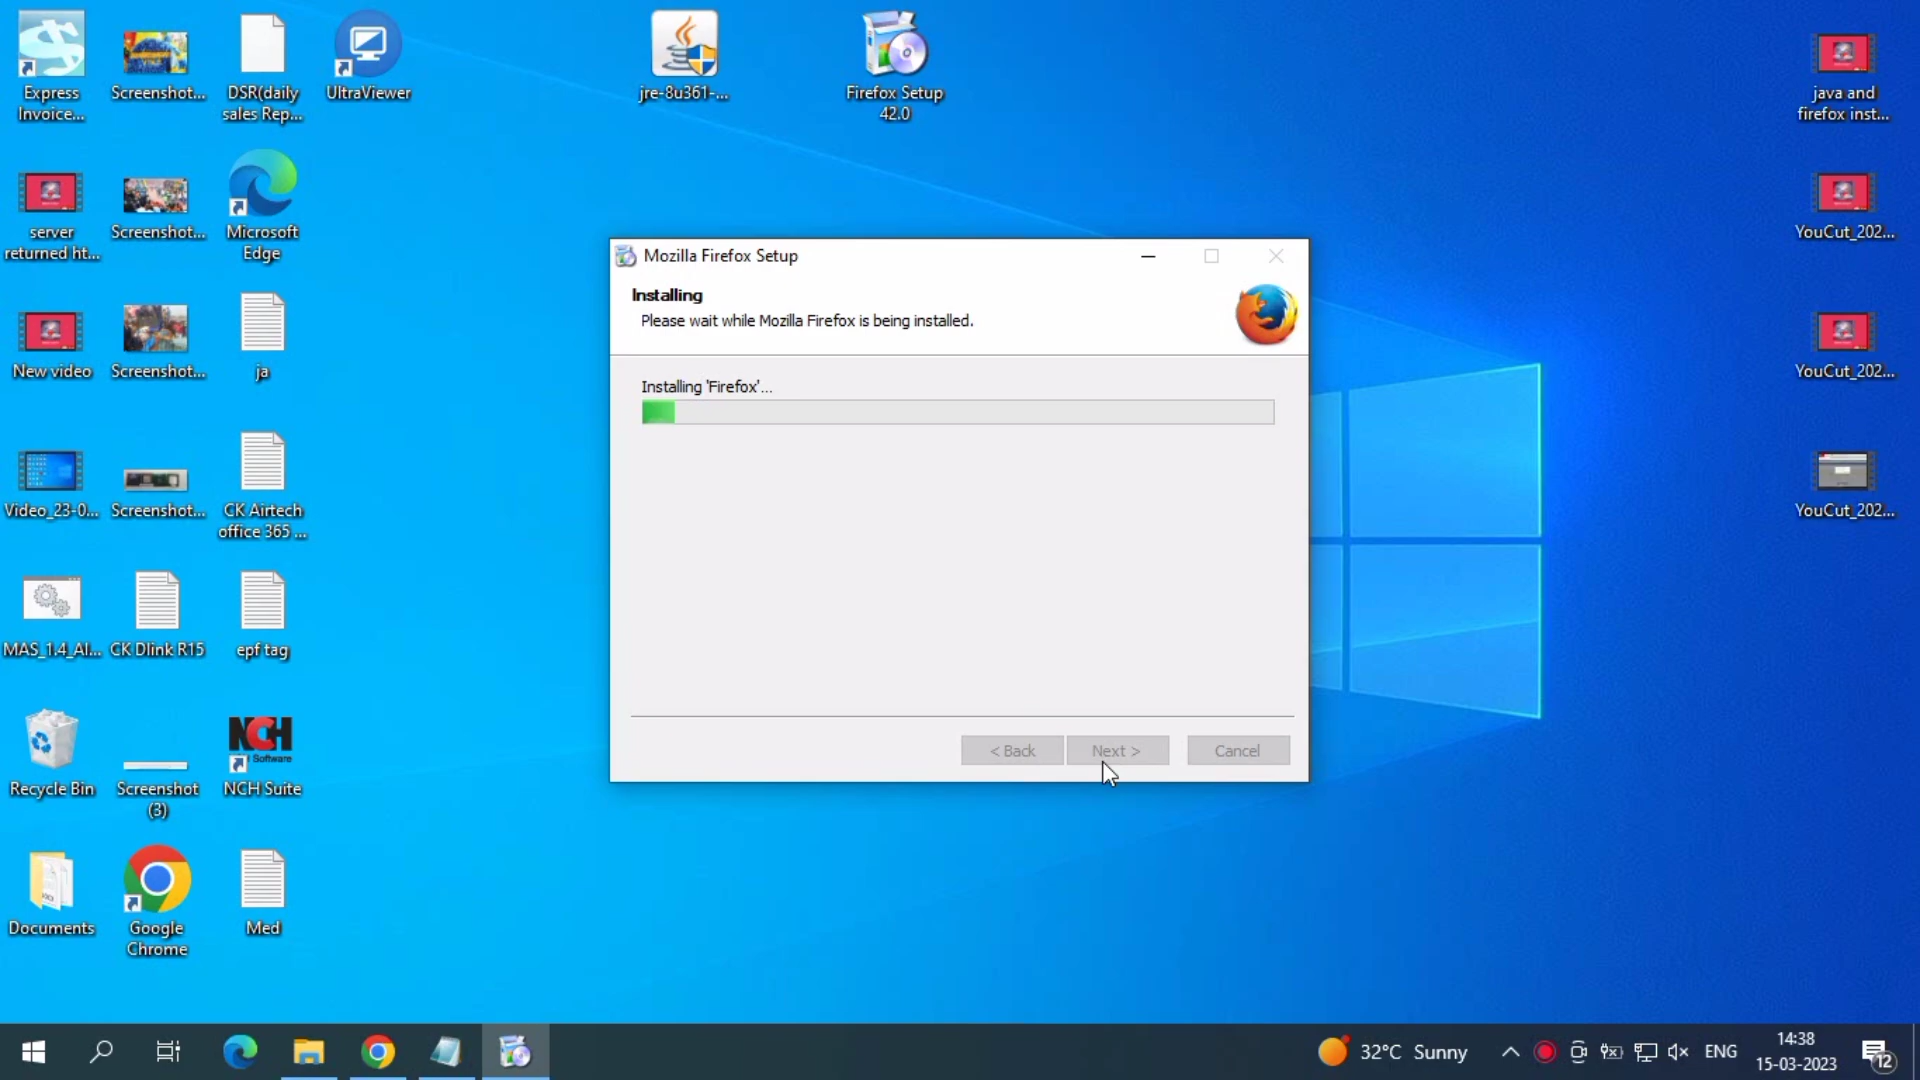 Express
Invoice...
Screenshot...
DSR(daily
sales Rep...
UltraViewer
jre-8u361-...
Firefox Setup
42.0
java and
firefox inst...
server
returned ht...
Screenshot...
Microsoft
Edge
YouCut_202...
New video
Screenshot...
ja
YouCut_202...
Video_23-0...
Screenshot...
CK Airtech
office 365 ...
YouCut_202...
MAS_1.4_AI...
CK Dlink R15
epf tag
Recycle Bin
Screenshot
(3)
NCH
Software
NCH Suite
Documents
Google
Chrome
Med
Mozilla Firefox Setup
Installing
Please wait while Mozilla Firefox is being installed.
Installing 'Firefox'...
< Back
Next >
Cancel
32°C Sunny
ENG
14:38
15-03-2023
12